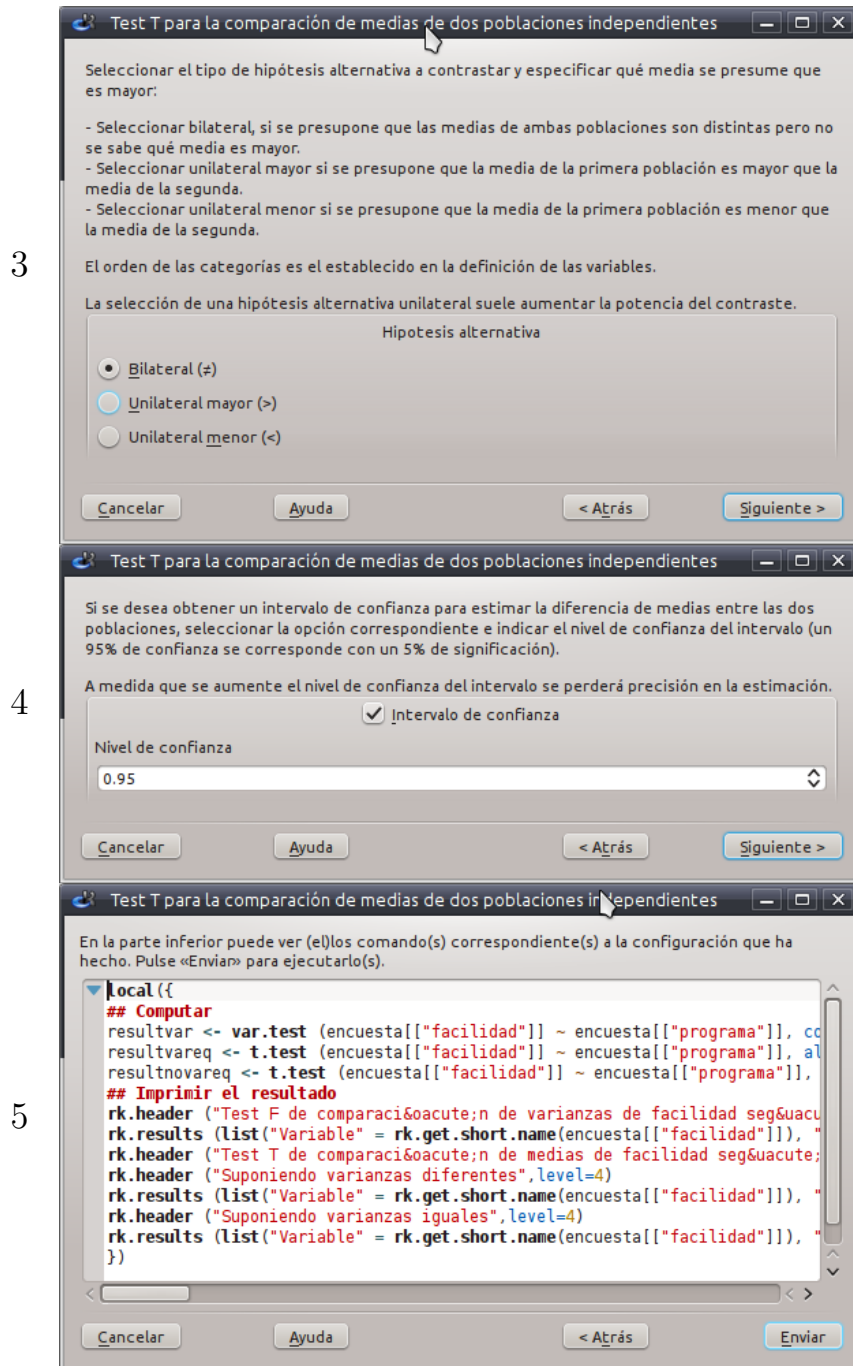 Test T para la comparación de medias de dos poblaciones independientes
Seleccionar el tipo de hipótesis alternativa a contrastar y especificar qué media se presume que
es mayor:
- Seleccionar bilateral, si se presupone que las medias de ambas poblaciones son distintas pero no
se sabe qué media es mayor.
- Seleccionar unilateral mayor si se presupone que la media de la primera población es mayor que la
media de la segunda.
- Seleccionar unilateral menor si se presupone que la media de la primera población es menor que
la media de la segunda.
3
El orden de las categorías es el establecido en la definición de las variables.
La selección de una hipótesis alternativa unilateral suele aumentar la potencia del contraste.
Hipotesis alternativa
Bilateral (≠)
Unilateral mayor (>)
Unilateral menor (<)
Cancelar Ayuda < Atrás Siguiente >
Test T para la comparación de medias de dos poblaciones independientes
Si se desea obtener un intervalo de confianza para estimar la diferencia de medias entre las dos
poblaciones, seleccionar la opción correspondiente e indicar el nivel de confianza del intervalo (un
95% de confianza se corresponde con un 5% de significación).
A medida que se aumente el nivel de confianza del intervalo se perderá precisión en la estimación.
4
Intervalo de confianza
Nivel de confianza
0.95
Cancelar Ayuda < Atrás Siguiente >
Test T para la comparación de medias de dos poblaciones independientes
En la parte inferior puede ver (el)los comando(s) correspondiente(s) a la configuración que ha
hecho. Pulse «Enviar» para ejecutarlo(s).
local({
## Computar
resultvar <- var.test (encuesta[["facilidad"]] ~ encuesta[["programa"]], co
resultvareq <- t.test (encuesta[["facilidad"]] ~ encuesta[["programa"]], al
resultnovareq <- t.test (encuesta[["facilidad"]] ~ encuesta[["programa"]],
## Imprimir el resultado
5
rk.header ("Test F de comparaci&oacute;n de varianzas de facilidad seg&uacu
rk.results (list("Variable" = rk.get.short.name(encuesta[["facilidad"]]), "
rk.header ("Test T de comparaci&oacute;n de medias de facilidad seg&uacute;
rk.header ("Suponiendo varianzas diferentes",level=4)
rk.results (list("Variable" = rk.get.short.name(encuesta[["facilidad"]]), "
rk.header ("Suponiendo varianzas iguales",level=4)
rk.results (list("Variable" = rk.get.short.name(encuesta[["facilidad"]]), "
})
Cancelar Ayuda < Atrás Enviar